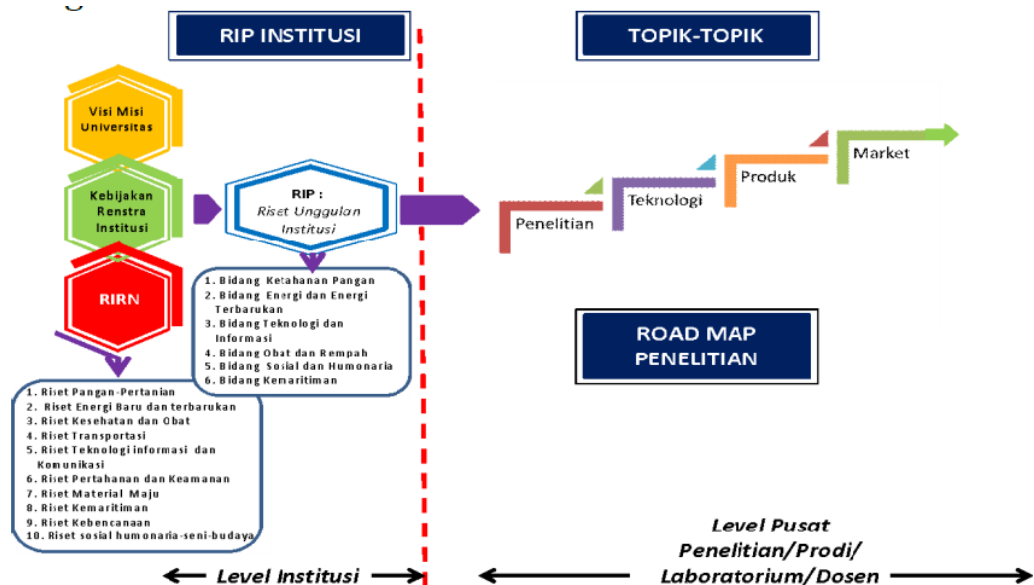 RIP INSTITUSI
TOPIK-TOPIK
Visi Misi
Universitas
Kebijakan
Renstra
Institusi
RIRN
RIP :
Riset Unggulan
Institusi
1. Bidang Ketahanan Pangan
2. Bidang Energi dan Energi
Terbarukan
3. Bidang Teknologi dan
Informasi
4. Bidang Obat dan Rempah
5. Bidang Sosial dan Humonaria
6. Bidang Kemaritiman
1. Riset Pangan-Pertanian
2. Riset Energi Baru dan terbarukan
3. Riset Kesehatan dan Obat
4. Riset Transportasi
5. Riset Teknologi informasi dan
Komunikasi
6. Riset Pertahanan dan Keamanan
7. Riset Material Maju
8. Riset Kemaritiman
9. Riset Kebencanaan
10. Riset sosial humonaria-seni-budaya
Level Institusi
Penelitian
Teknologi
Produk
Market
ROAD MAP
PENELITIAN
Level Pusat
Penelitian/Prodi/
Laboratorium/Dosen